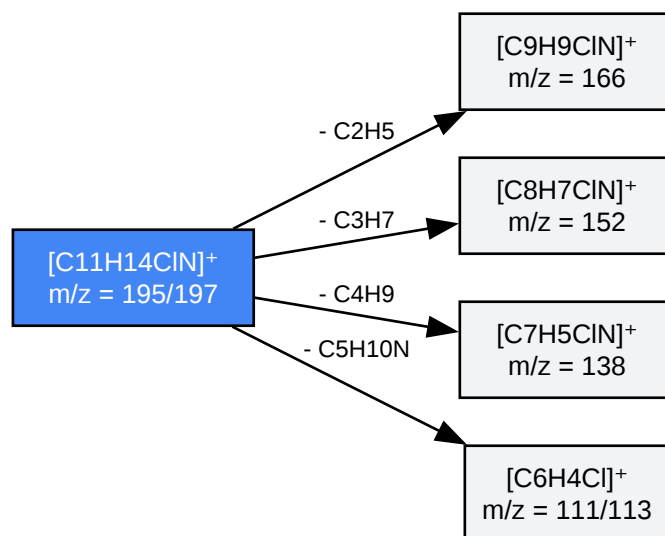 [C9H9ClN]⁺
m/z = 166
- C2H5
[C8H7ClN]⁺
m/z = 152
- C3H7
[C11H14ClN]⁺
m/z = 195/197
- C4H9
[C7H5ClN]⁺
m/z = 138
- C5H10N
[C6H4Cl]⁺
m/z = 111/113